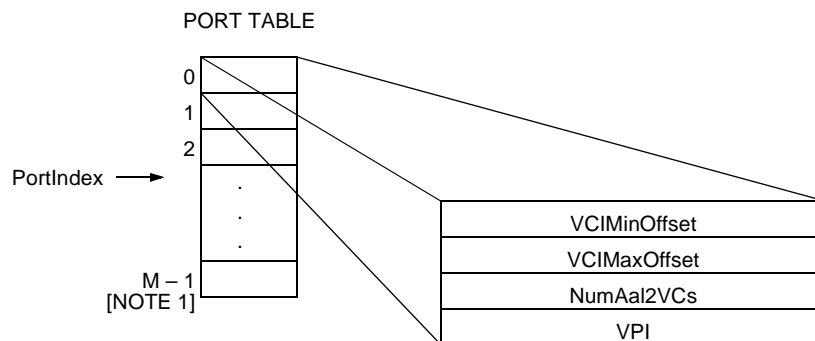 PORT TABLE
0
1
2
PortIndex
.
.
.
M – 1
[NOTE 1]
VCIMinOffset
VCIMaxOffset
NumAal2VCs
VPI